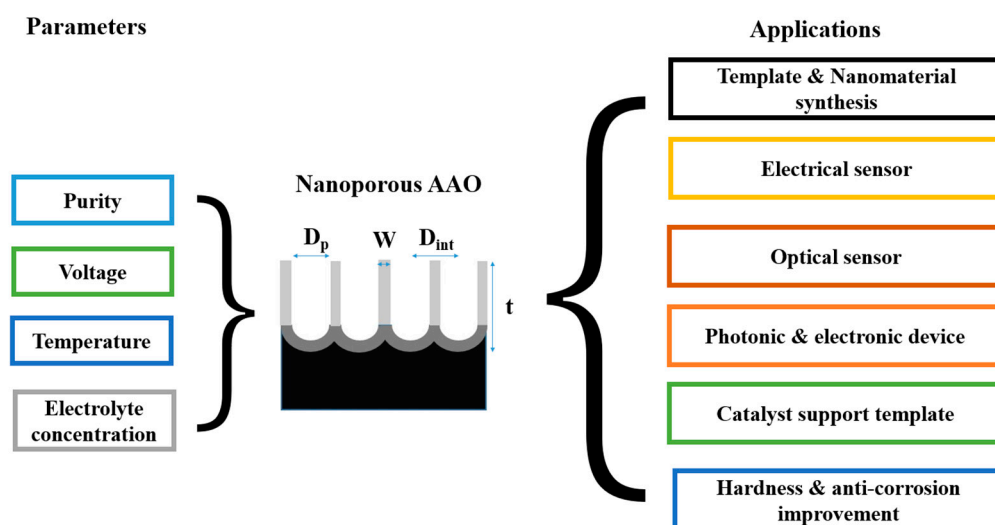 Parameters
Applications
Purity
Voltage
Temperature
Electrolyte
concentration
Nanoporous AAO
Dp
W
Dint
t
Template & Nanomaterial
synthesis
Electrical sensor
Optical sensor
Photonic & electronic device
Catalyst support template
Hardness & anti-corrosion
improvement